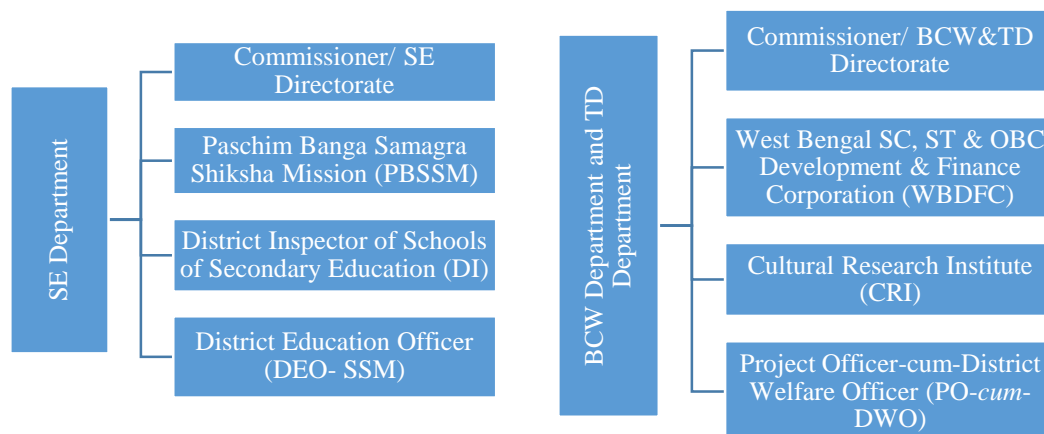 SE Department
Commissioner/ SE
Directorate
Paschim Banga Samagra
Shiksha Mission (PBSSM)
District Inspector of Schools
of Secondary Education (DI)
District Education Officer
(DEO- SSM)
BCW Department and TD
Department
Commissioner/ BCW&TD
Directorate
West Bengal SC, ST & OBC
Development & Finance
Corporation (WBDFC)
Cultural Research Institute
(CRI)
Project Officer-cum-District
Welfare Officer (PO-cum-
DWO)